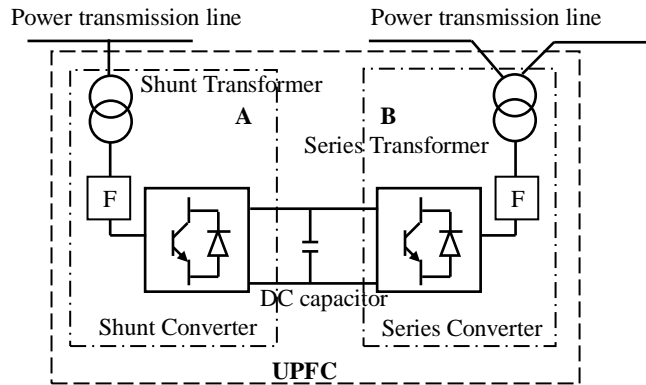 Power transmission line
Power transmission line
Shunt Transformer
A
B
Series Transformer
F
F
DC capacitor
Shunt Converter
Series Converter
UPFC